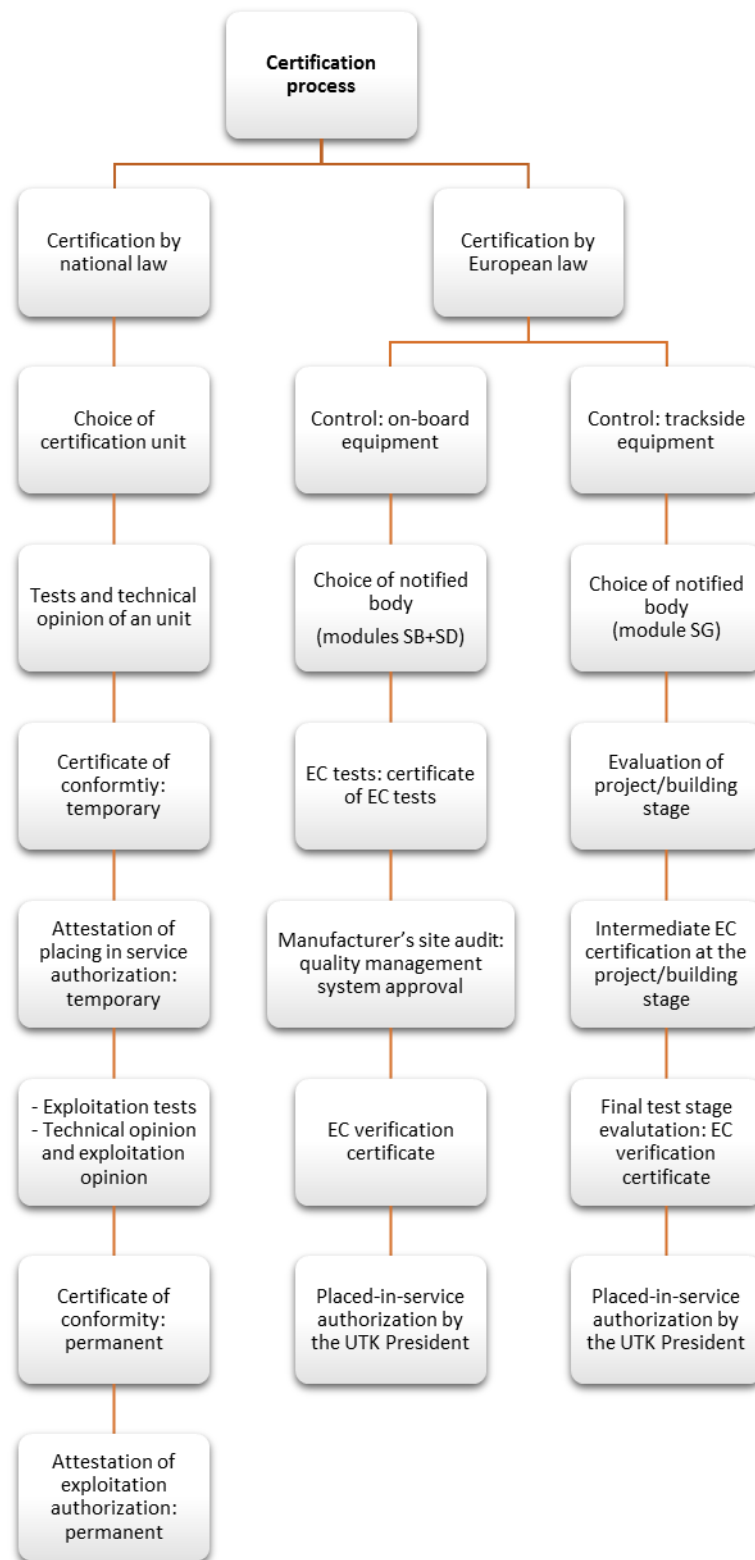 Certification
process
Certification by
national law
Certification by
European law
Choice of
certification unit
Control: on-board
equipment
Control: trackside
equipment
Tests and technical
opinion of an unit
Choice of notified
body
(modules SB+SD)
Choice of notified
body
(module SG)
Certificate of
conformtiy:
temporary
EC tests: certificate
of EC tests
Evaluation of
project/building
stage
Attestation of
placing in service
authorization:
temporary
Manufacturer's site audit:
quality management
system approval
Intermediate EC
certification at the
project/building
stage
- Exploitation tests
- Technical opinion
and exploitation
opinion
EC verification
certificate
Final test stage
evalutation: EC
verification
certificate
Certificate of
conformity:
permanent
Placed-in-service
authorization by
the UTK President
Placed-in-service
authorization by
the UTK President
Attestation of
exploitation
authorization:
permanent